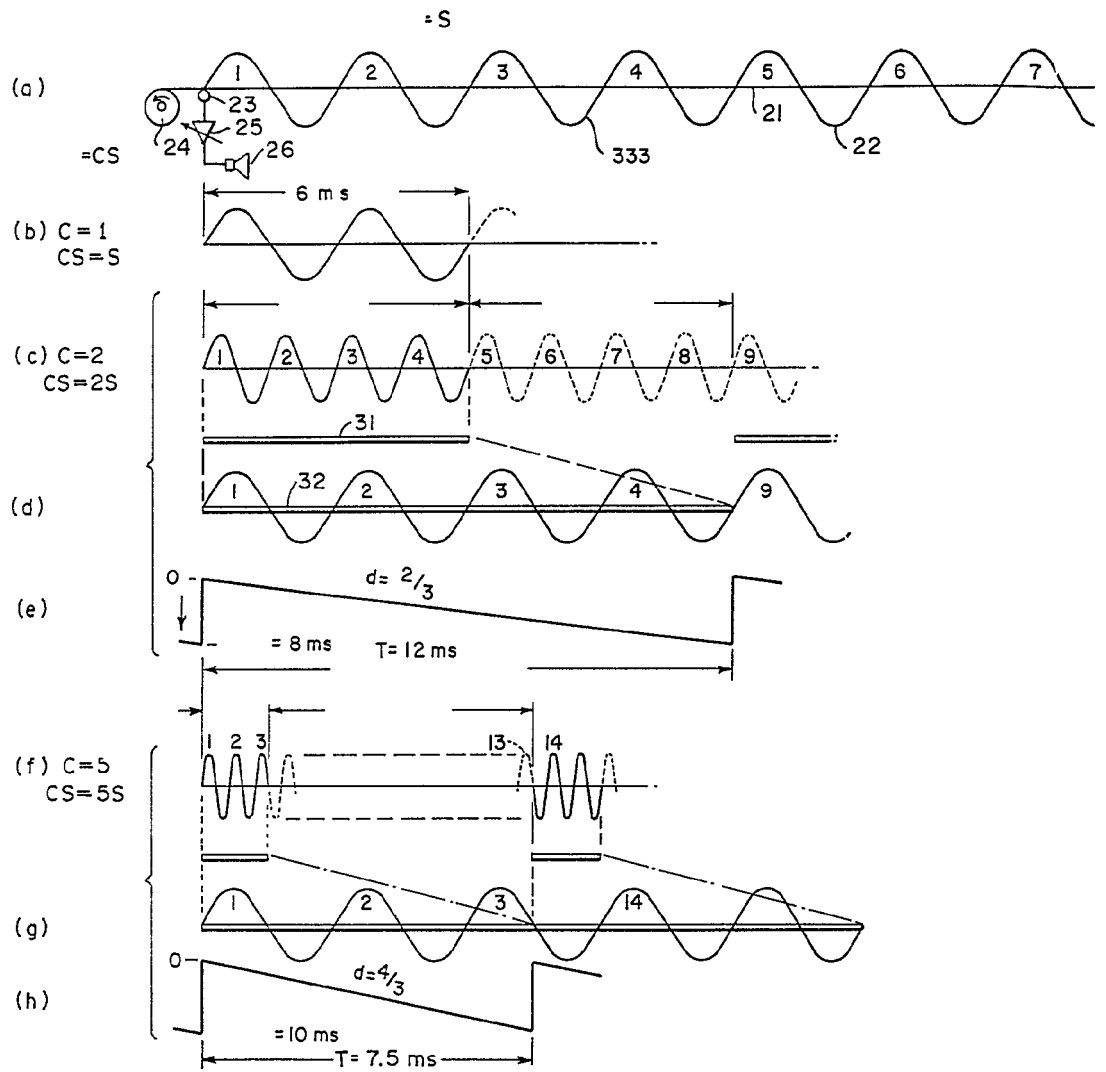 = S
(a) 1 2 3 4 5 6 7
δ 23
24 25 21
26 333 22
= CS
6 ms
(b) C = 1
CS = S
(c) C = 2 1 2 3 4 5 6 7 8 9
CS = 2S
31
32
(d) 1 2 3 4 9
0 d = 2/3
(e)
= 8 ms T = 12 ms
1 2 3 13 14
(f) C = 5
CS = 5S
(g) 1 2 3 14
0
d = 4/3
(h)
= 10 ms
T = 7.5 ms